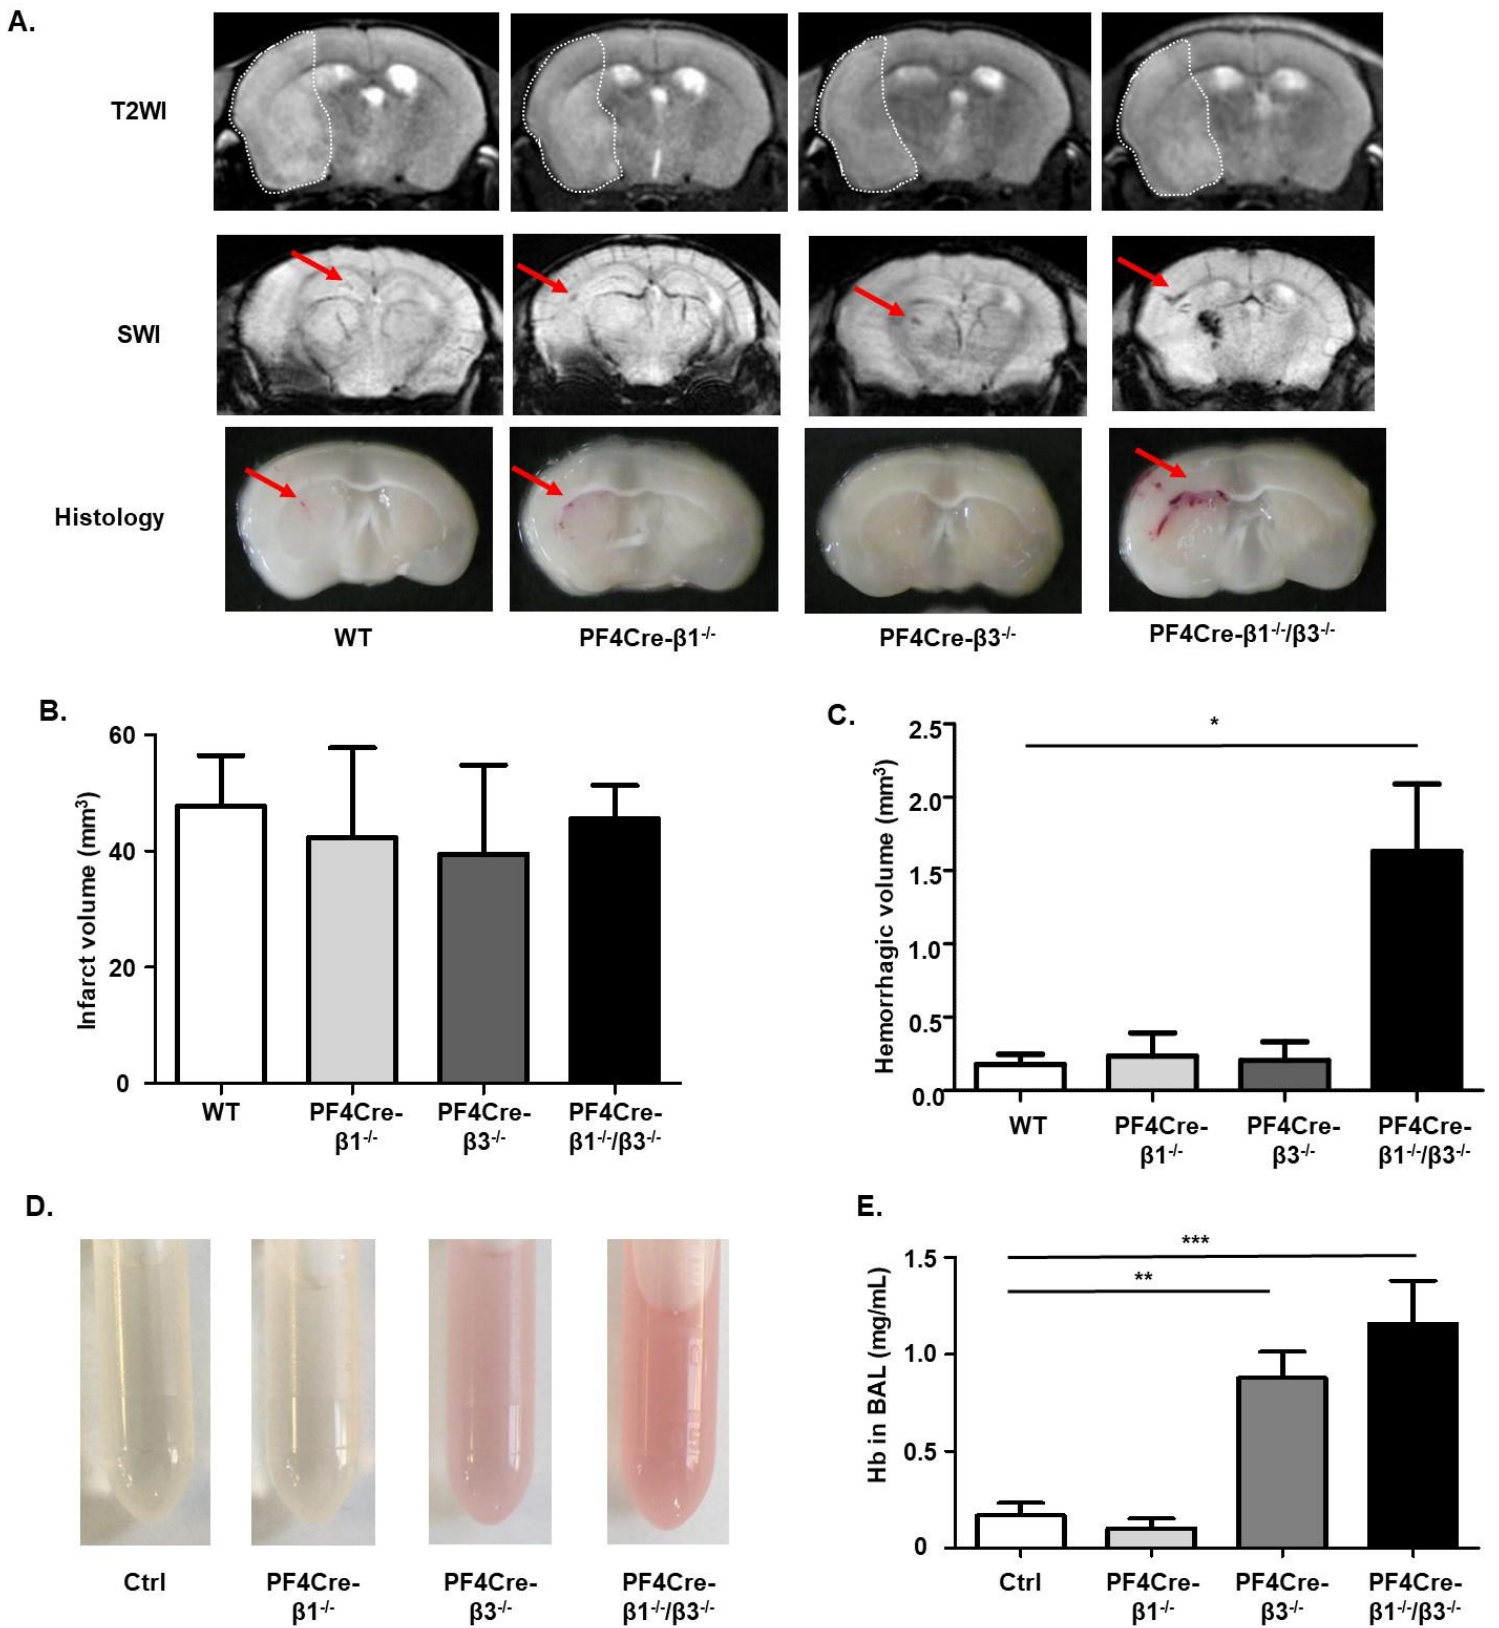 A.
T2WI
SWI
Histology
WT
PF4Cre-β1-/-
PF4Cre-β3-/-
PF4Cre-β1-/-/β3-/-
B.
60
40
20
0
Infarct volume (mm3)
WT
PF4Cre-
β1-/-
PF4Cre-
β3-/-
PF4Cre-
β1-/-/β3-/-
C.
*
2.5
2.0
1.5
1.0
0.5
0.0
Hemorrhagic volume (mm3)
WT
PF4Cre-
β1-/-
PF4Cre-
β3-/-
PF4Cre-
β1-/-/β3-/-
D.
Ctrl
PF4Cre-
β1-/-
PF4Cre-
β3-/-
PF4Cre-
β1-/-/β3-/-
E.
***
**
1.5
1.0
0.5
0
Hb in BAL (mg/mL)
Ctrl
PF4Cre-
β1-/-
PF4Cre-
β3-/-
PF4Cre-
β1-/-/β3-/-